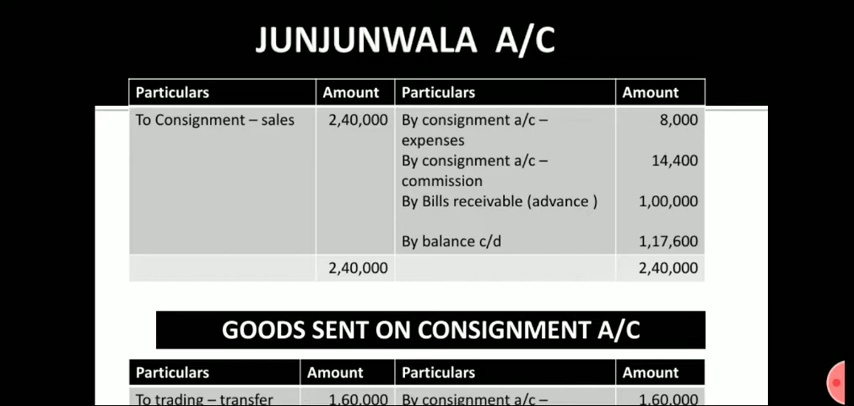 JUNJUNWALA A/C
Particulars Amount Particulars Amount
To Consignment – sales 2,40,000 By consignment a/c – 8,000
expenses
By consignment a/c – 14,400
commission
By Bills receivable (advance ) 1,00,000
By balance c/d 1,17,600
2,40,000 2,40,000
GOODS SENT ON CONSIGNMENT A/C
Particulars Amount Particulars Amount
To trading – transfer 1,60,000 By consignment a/c – 1,60,000